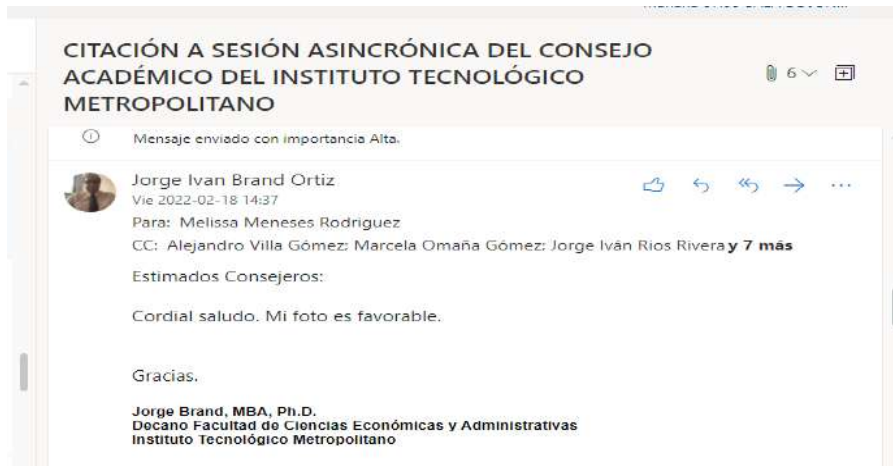 CITACIÓN A SESIÓN ASINCRÓNICA DEL CONSEJO
ACADÉMICO DEL INSTITUTO TECNOLÓGICO
METROPOLITANO
6
Mensaje enviado con importancia Alta.
Jorge Ivan Brand Ortiz
Vie 2022-02-18 14:37
Para: Melissa Meneses Rodriguez
CC: Alejandro Villa Gómez; Marcela Omaña Gómez; Jorge Iván Rios Rivera y 7 más
Estimados Consejeros:
Cordial saludo. Mi foto es favorable.
Gracias.
Jorge Brand, MBA, Ph.D.
Decano Facultad de Ciencias Económicas y Administrativas
Instituto Tecnológico Metropolitano